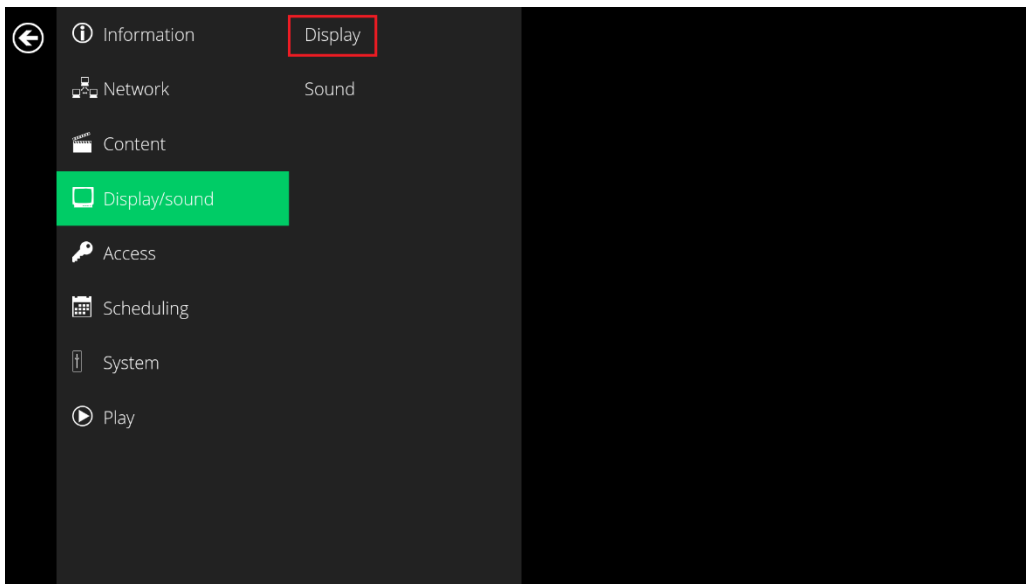 Information
Network
Content
Display/sound
Access
Scheduling
System
Play
Display
Sound